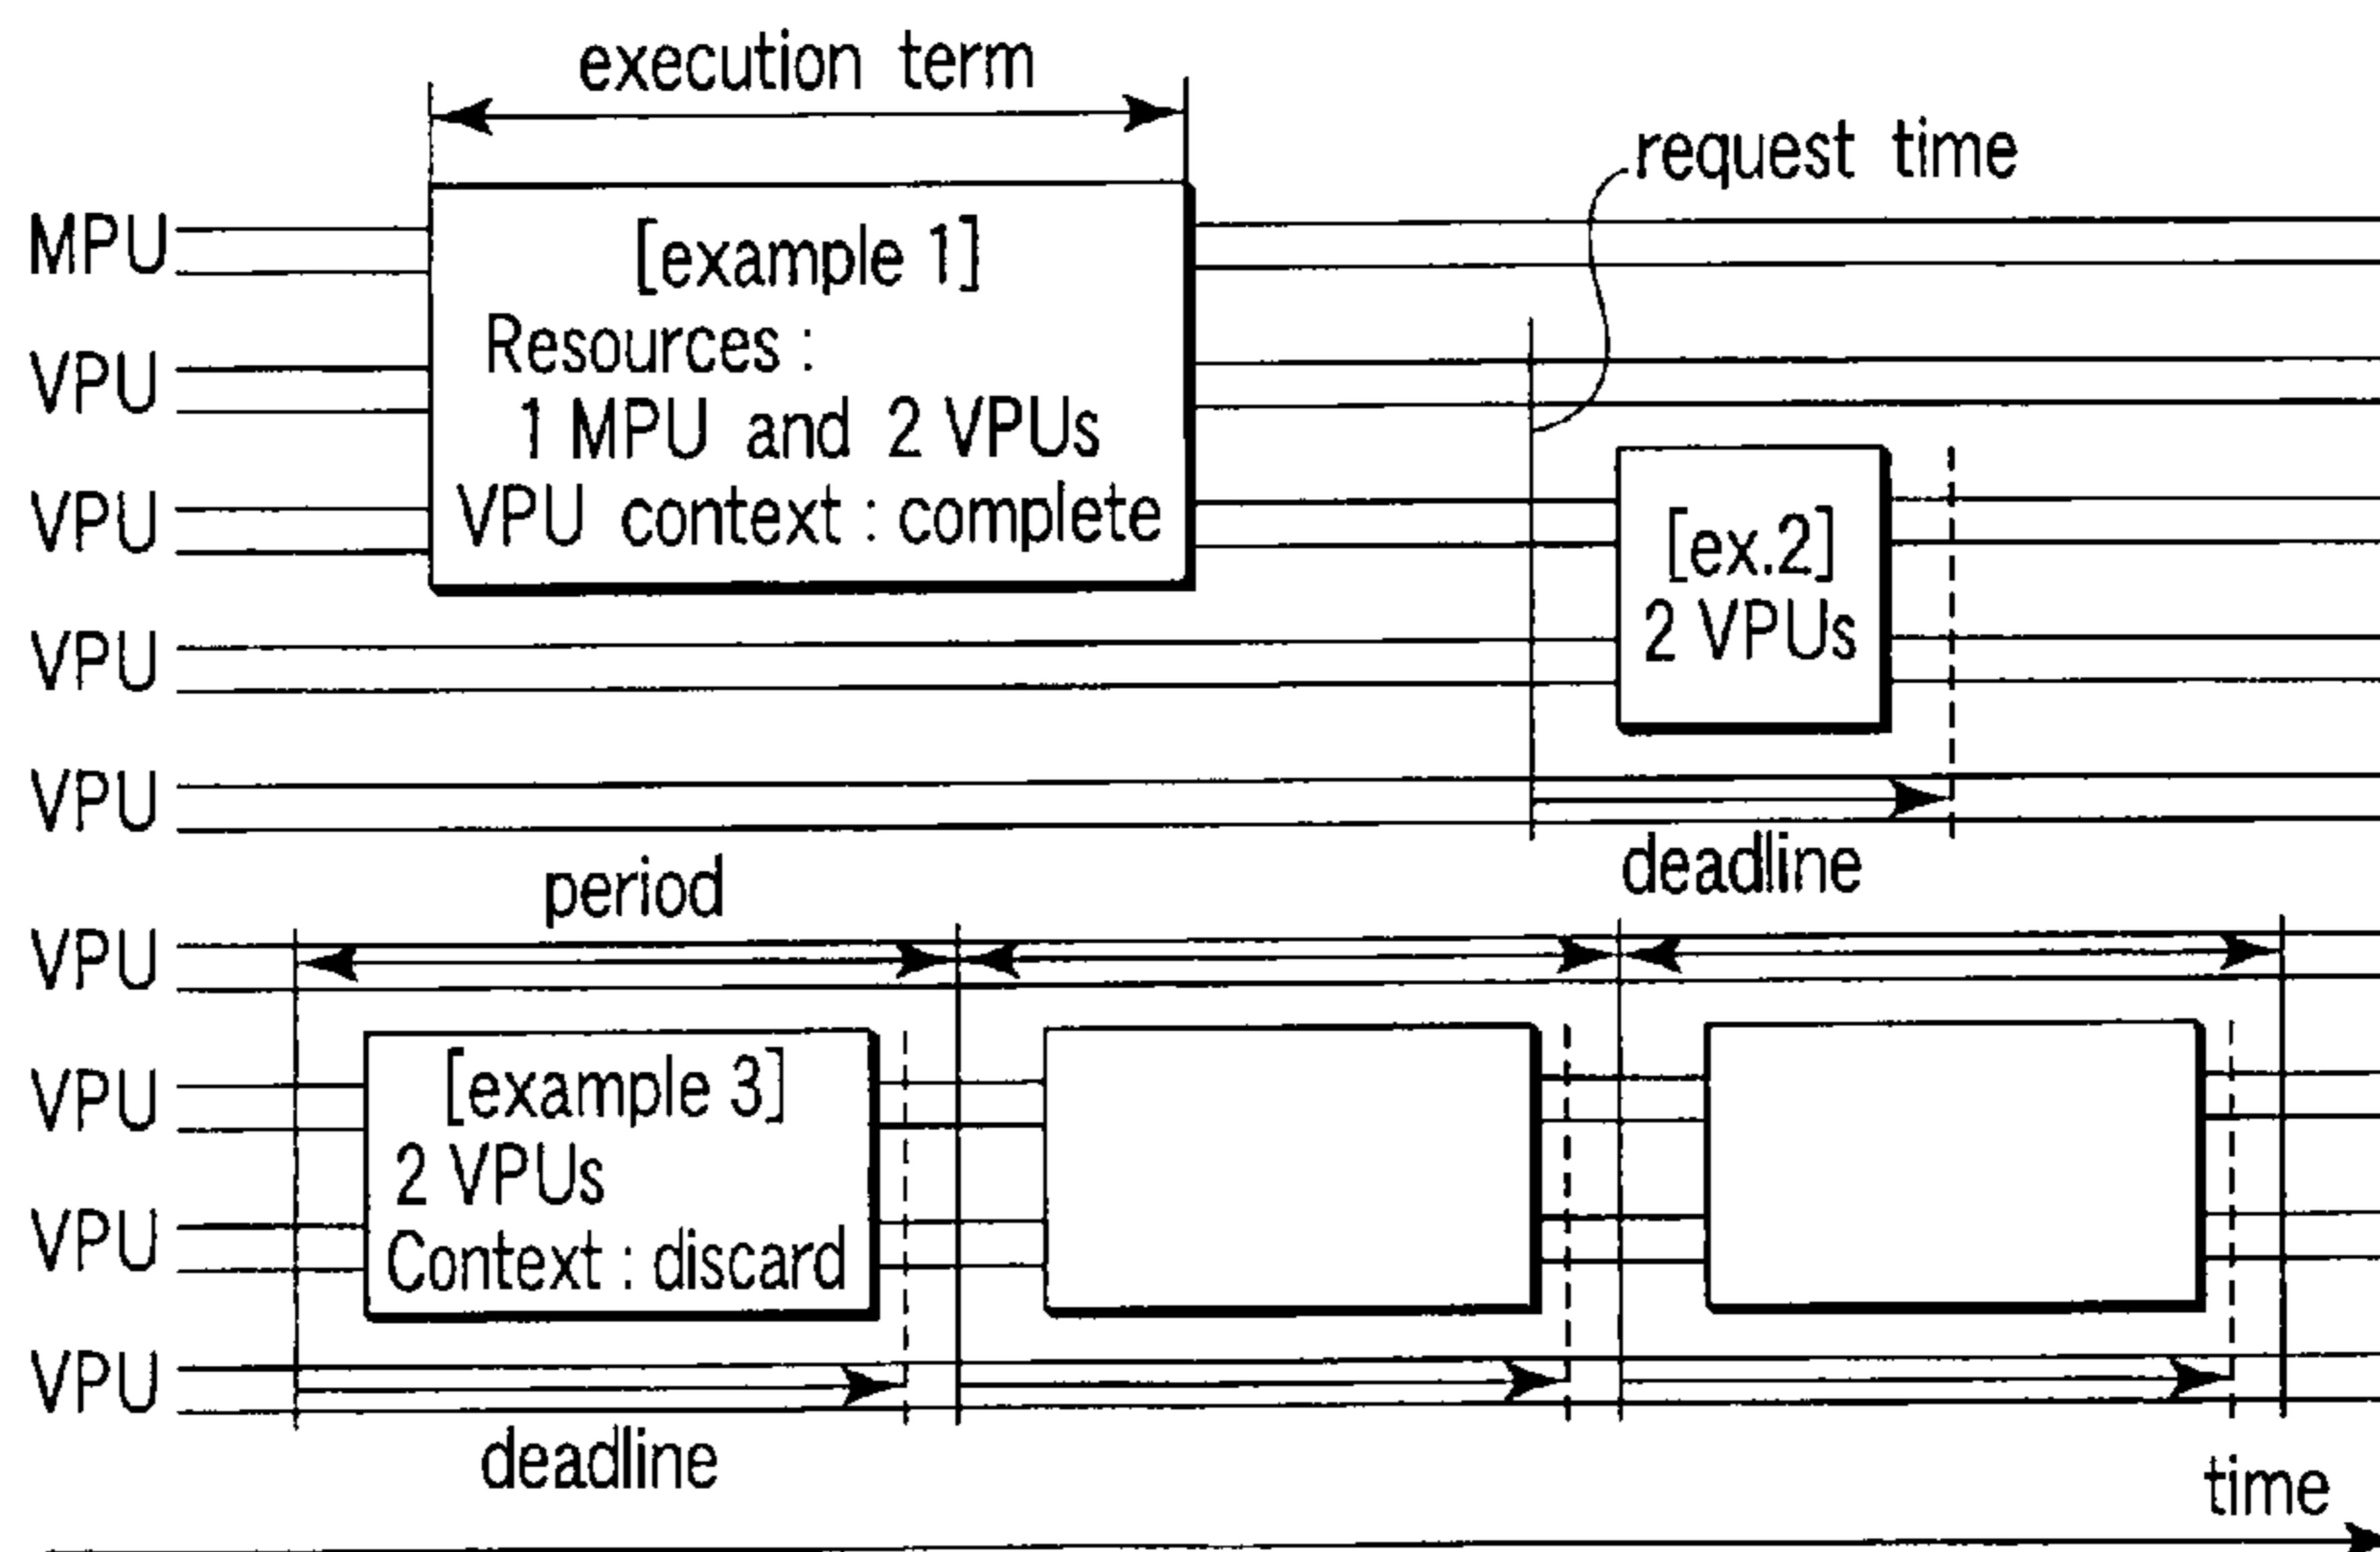 execution term
request time
MPU
[example 1]
Resources :
VPU
1 MPU and 2 VPUs
VPU
VPU context : complete
[ex.2]
2 VPUs
VPU
VPU
deadline
period
VPU
[example 3]
VPU
2 VPUs
VPU
Context : discard
VPU
deadline
time